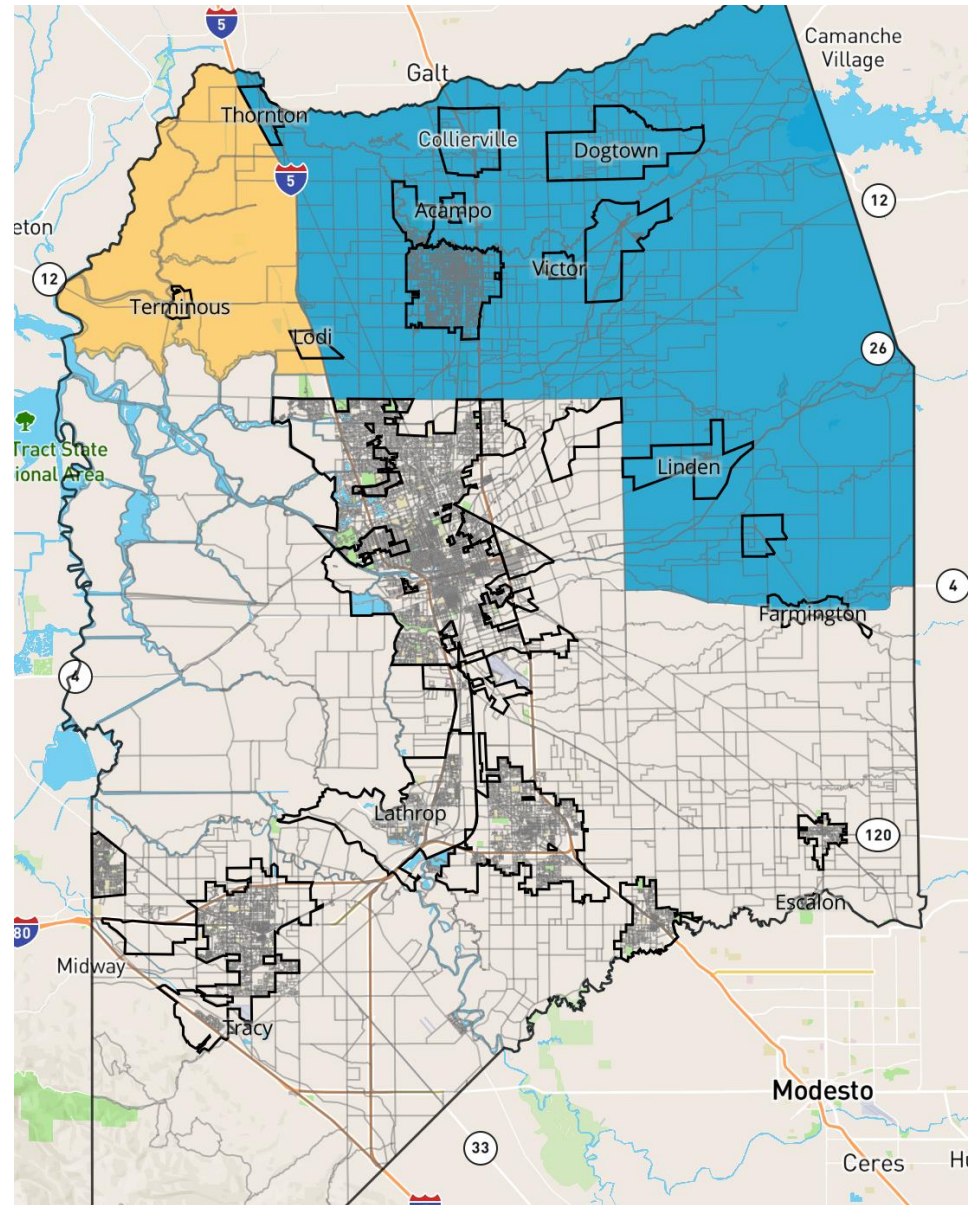 5
Camanche
Village
Galt
Thornton
Collierville
Dogtown
5
12
Acampo
eton
Victor
12
Terminous
Lodi
26
Tract State
ional Area
Linden
4
Farmington
4
Lathrop
120
Escalon
80
Midway
Tracy
Modesto
33
Ceres
Hu